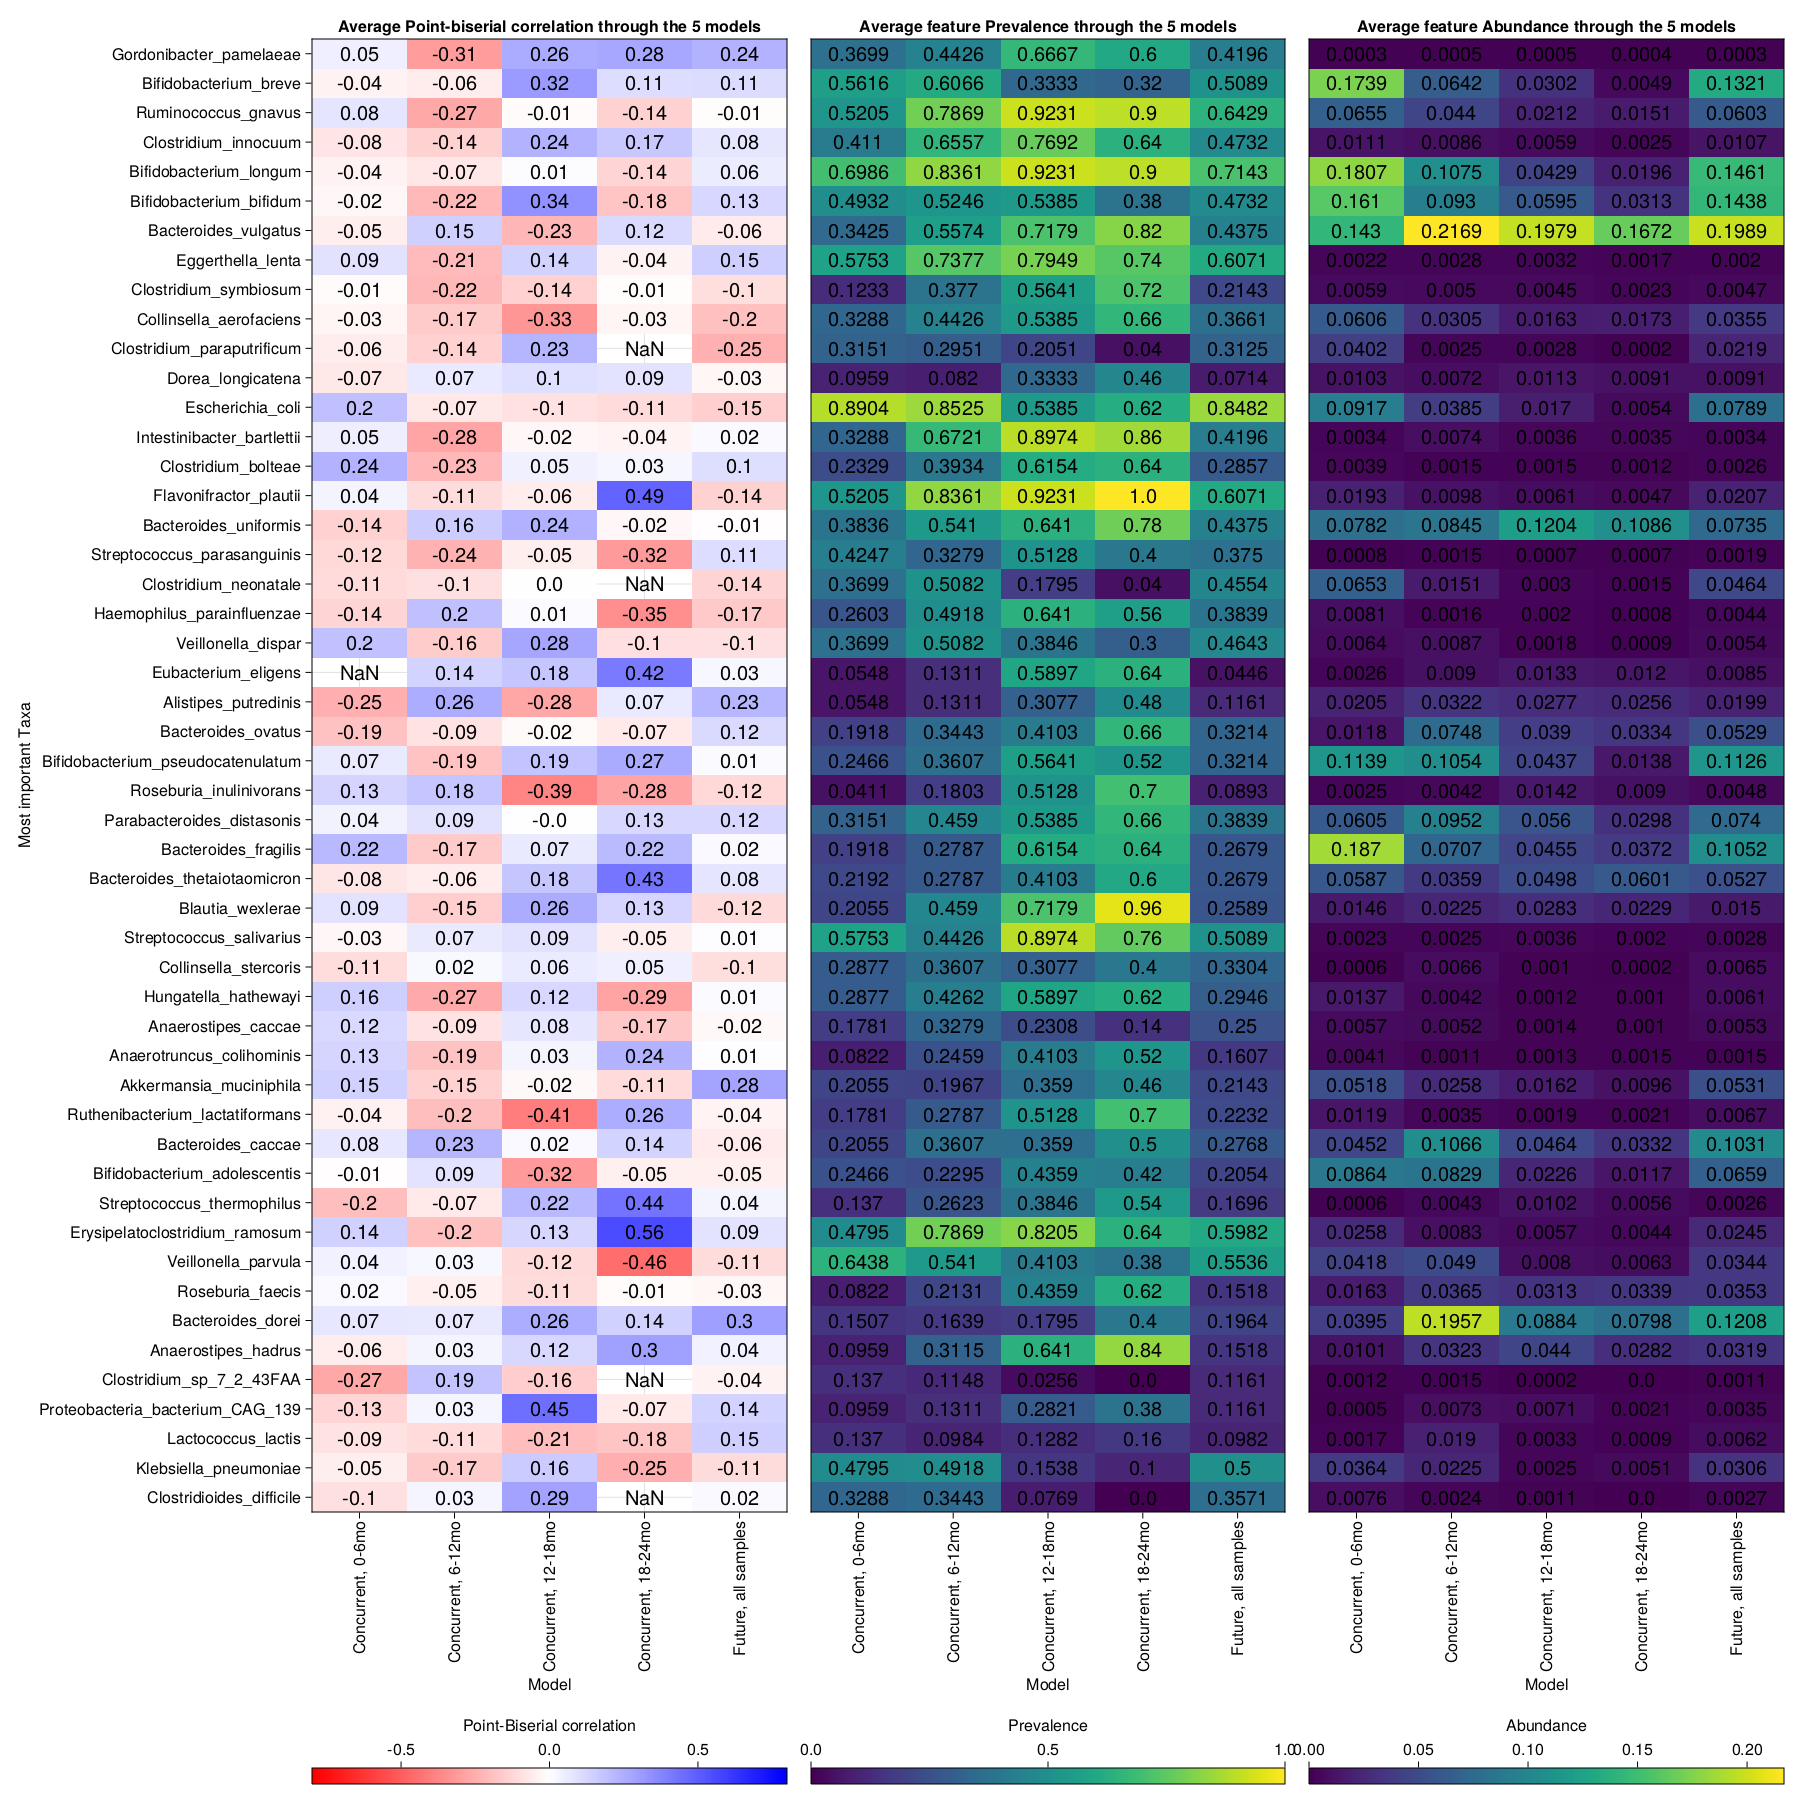 Average Point-biserial correlation through the 5 models Average feature Prevalence through the 5 models Average feature Abundance through the 5 models
Gordonibacter_pamelaeae 0.05 -0.31 0.26 0.28 0.24 0.3699 0.4426 0.6667 0.6 0.4196 0.0003 0.0005 0.0005 0.0004 0.0003
Bifidobacterium_breve -0.04 -0.06 0.32 0.11 0.11 0.5616 0.6066 0.3333 0.32 0.5089 0.1739 0.0642 0.0302 0.0049 0.1321
Ruminococcus_gnavus 0.08 -0.27 -0.01 -0.14 -0.01 0.5205 0.7869 0.9231 0.9 0.6429 0.0655 0.044 0.0212 0.0151 0.0603
Clostridium_innocuum -0.08 -0.14 0.24 0.17 0.08 0.411 0.6557 0.7692 0.64 0.4732 0.0111 0.0086 0.0059 0.0025 0.0107
Bifidobacterium_longum -0.04 -0.07 0.01 -0.14 0.06 0.6986 0.8361 0.9231 0.9 0.7143 0.1807 0.1075 0.0429 0.0196 0.1461
Bifidobacterium_bifidum -0.02 -0.22 0.34 -0.18 0.13 0.4932 0.5246 0.5385 0.38 0.4732 0.161 0.093 0.0595 0.0313 0.1438
Bacteroides_vulgatus -0.05 0.15 -0.23 0.12 -0.06 0.3425 0.5574 0.7179 0.82 0.4375 0.143 0.2169 0.1979 0.1672 0.1989
Eggerthella_lenta 0.09 -0.21 0.14 -0.04 0.15 0.5753 0.7377 0.7949 0.74 0.6071 0.0022 0.0028 0.0032 0.0017 0.002
Clostridium_symbiosum -0.01 -0.22 -0.14 -0.01 -0.1 0.1233 0.377 0.5641 0.72 0.2143 0.0059 0.005 0.0045 0.0023 0.0047
Collinsella_aerofaciens -0.03 -0.17 -0.33 -0.03 -0.2 0.3288 0.4426 0.5385 0.66 0.3661 0.0606 0.0305 0.0163 0.0173 0.0355
Clostridium_paraputrificum -0.06 -0.14 0.23 NaN -0.25 0.3151 0.2951 0.2051 0.04 0.3125 0.0402 0.0025 0.0028 0.0002 0.0219
Dorea_longicatena -0.07 0.07 0.1 0.09 -0.03 0.0959 0.082 0.3333 0.46 0.0714 0.0103 0.0072 0.0113 0.0091 0.0091
Escherichia_coli 0.2 -0.07 -0.1 -0.11 -0.15 0.8904 0.8525 0.5385 0.62 0.8482 0.0917 0.0385 0.017 0.0054 0.0789
Intestinibacter_bartlettii 0.05 -0.28 -0.02 -0.04 0.02 0.3288 0.6721 0.8974 0.86 0.4196 0.0034 0.0074 0.0036 0.0035 0.0034
Clostridium_bolteae 0.24 -0.23 0.05 0.03 0.1 0.2329 0.3934 0.6154 0.64 0.2857 0.0039 0.0015 0.0015 0.0012 0.0026
Flavonifractor_plautii 0.04 -0.11 -0.06 0.49 -0.14 0.5205 0.8361 0.9231 1.0 0.6071 0.0193 0.0098 0.0061 0.0047 0.0207
Bacteroides_uniformis -0.14 0.16 0.24 -0.02 -0.01 0.3836 0.541 0.641 0.78 0.4375 0.0782 0.0845 0.1204 0.1086 0.0735
Streptococcus_parasanguinis -0.12 -0.24 -0.05 -0.32 0.11 0.4247 0.3279 0.5128 0.4 0.375 0.0008 0.0015 0.0007 0.0007 0.0019
Clostridium_neonatale -0.11 -0.1 0.0 NaN -0.14 0.3699 0.5082 0.1795 0.04 0.4554 0.0653 0.0151 0.003 0.0015 0.0464
Haemophilus_parainfluenzae -0.14 0.2 0.01 -0.35 -0.17 0.2603 0.4918 0.641 0.56 0.3839 0.0081 0.0016 0.002 0.0008 0.0044
Veillonella_dispar 0.2 -0.16 0.28 -0.1 -0.1 0.3699 0.5082 0.3846 0.3 0.4643 0.0064 0.0087 0.0018 0.0009 0.0054
Eubacterium_eligens NaN 0.14 0.18 0.42 0.03 0.0548 0.1311 0.5897 0.64 0.0446 0.0026 0.009 0.0133 0.012 0.0085
Alistipes_putredinis -0.25 0.26 -0.28 0.07 0.23 0.0548 0.1311 0.3077 0.48 0.1161 0.0205 0.0322 0.0277 0.0256 0.0199
Bacteroides_ovatus -0.19 -0.09 -0.02 -0.07 0.12 0.1918 0.3443 0.4103 0.66 0.3214 0.0118 0.0748 0.039 0.0334 0.0529
Bifidobacterium_pseudocatenulatum 0.07 -0.19 0.19 0.27 0.01 0.2466 0.3607 0.5641 0.52 0.3214 0.1139 0.1054 0.0437 0.0138 0.1126
Roseburia_inulinivorans 0.13 0.18 -0.39 -0.28 -0.12 0.0411 0.1803 0.5128 0.7 0.0893 0.0025 0.0042 0.0142 0.009 0.0048
Parabacteroides_distasonis 0.04 0.09 -0.0 0.13 0.12 0.3151 0.459 0.5385 0.66 0.3839 0.0605 0.0952 0.056 0.0298 0.074
Bacteroides_fragilis 0.22 -0.17 0.07 0.22 0.02 0.1918 0.2787 0.6154 0.64 0.2679 0.187 0.0707 0.0455 0.0372 0.1052
Bacteroides_thetaiotaomicron -0.08 -0.06 0.18 0.43 0.08 0.2192 0.2787 0.4103 0.6 0.2679 0.0587 0.0359 0.0498 0.0601 0.0527
Blautia_wexlerae 0.09 -0.15 0.26 0.13 -0.12 0.2055 0.459 0.7179 0.96 0.2589 0.0146 0.0225 0.0283 0.0229 0.015
Streptococcus_salivarius -0.03 0.07 0.09 -0.05 0.01 0.5753 0.4426 0.8974 0.76 0.5089 0.0023 0.0025 0.0036 0.002 0.0028
Collinsella_stercoris -0.11 0.02 0.06 0.05 -0.1 0.2877 0.3607 0.3077 0.4 0.3304 0.0006 0.0066 0.001 0.0002 0.0065
Hungatella_hathewayi 0.16 -0.27 0.12 -0.29 0.01 0.2877 0.4262 0.5897 0.62 0.2946 0.0137 0.0042 0.0012 0.001 0.0061
Anaerostipes_caccae 0.12 -0.09 0.08 -0.17 -0.02 0.1781 0.3279 0.2308 0.14 0.25 0.0057 0.0052 0.0014 0.001 0.0053
Anaerotruncus_colihominis 0.13 -0.19 0.03 0.24 0.01 0.0822 0.2459 0.4103 0.52 0.1607 0.0041 0.0011 0.0013 0.0015 0.0015
Akkermansia_muciniphila 0.15 -0.15 -0.02 -0.11 0.28 0.2055 0.1967 0.359 0.46 0.2143 0.0518 0.0258 0.0162 0.0096 0.0531
Ruthenibacterium_lactatiformans -0.04 -0.2 -0.41 0.26 -0.04 0.1781 0.2787 0.5128 0.7 0.2232 0.0119 0.0035 0.0019 0.0021 0.0067
Bacteroides_caccae 0.08 0.23 0.02 0.14 -0.06 0.2055 0.3607 0.359 0.5 0.2768 0.0452 0.1066 0.0464 0.0332 0.1031
Bifidobacterium_adolescentis -0.01 0.09 -0.32 -0.05 -0.05 0.2466 0.2295 0.4359 0.42 0.2054 0.0864 0.0829 0.0226 0.0117 0.0659
Streptococcus_thermophilus -0.2 -0.07 0.22 0.44 0.04 0.137 0.2623 0.3846 0.54 0.1696 0.0006 0.0043 0.0102 0.0056 0.0026
Erysipelatoclostridium_ramosum 0.14 -0.2 0.13 0.56 0.09 0.4795 0.7869 0.8205 0.64 0.5982 0.0258 0.0083 0.0057 0.0044 0.0245
Veillonella_parvula 0.04 0.03 -0.12 -0.46 -0.11 0.6438 0.541 0.4103 0.38 0.5536 0.0418 0.049 0.008 0.0063 0.0344
Roseburia_faecis 0.02 -0.05 -0.11 -0.01 -0.03 0.0822 0.2131 0.4359 0.62 0.1518 0.0163 0.0365 0.0313 0.0339 0.0353
Bacteroides_dorei 0.07 0.07 0.26 0.14 0.3 0.1507 0.1639 0.1795 0.4 0.1964 0.0395 0.1957 0.0884 0.0798 0.1208
Anaerostipes_hadrus -0.06 0.03 0.12 0.3 0.04 0.0959 0.3115 0.641 0.84 0.1518 0.0101 0.0323 0.044 0.0282 0.0319
Clostridium_sp_7_2_43FAA -0.27 0.19 -0.16 NaN -0.04 0.137 0.1148 0.0256 0.0 0.1161 0.0012 0.0015 0.0002 0.0 0.0011
Proteobacteria_bacterium_CAG_139 -0.13 0.03 0.45 -0.07 0.14 0.0959 0.1311 0.2821 0.38 0.1161 0.0005 0.0073 0.0071 0.0021 0.0035
Lactococcus_lactis -0.09 -0.11 -0.21 -0.18 0.15 0.137 0.0984 0.1282 0.16 0.0982 0.0017 0.019 0.0033 0.0009 0.0062
Klebsiella_pneumoniae -0.05 -0.17 0.16 -0.25 -0.11 0.4795 0.4918 0.1538 0.1 0.5 0.0364 0.0225 0.0025 0.0051 0.0306
Clostridioides_difficile -0.1 0.03 0.29 NaN 0.02 0.3288 0.3443 0.0769 0.0 0.3571 0.0076 0.0024 0.0011 0.0 0.0027
Most important Taxa
Concurrent, 0-6mo Concurrent, 6-12mo Concurrent, 12-18mo Concurrent, 18-24mo Future, all samples Concurrent, 0-6mo Concurrent, 6-12mo Concurrent, 12-18mo Concurrent, 18-24mo Future, all samples Concurrent, 0-6mo Concurrent, 6-12mo Concurrent, 12-18mo Concurrent, 18-24mo Future, all samples
Model Model Model
Point-Biserial correlation Prevalence Abundance
-0.5 0.0 0.5 0.0 0.5 1.0 0.00 0.05 0.10 0.15 0.20